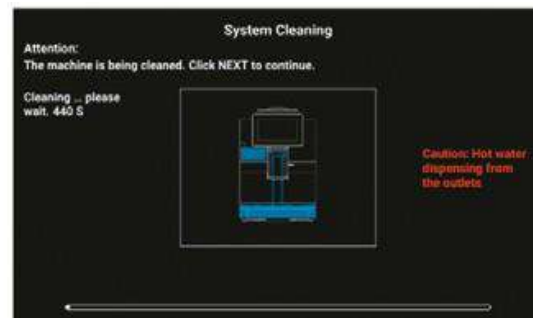 System Cleaning
Attention:
The machine is being cleaned. Click NEXT to continue.
Cleaning ... please
wait. 440 S
Caution: Hot water
dispensing from
the outlets